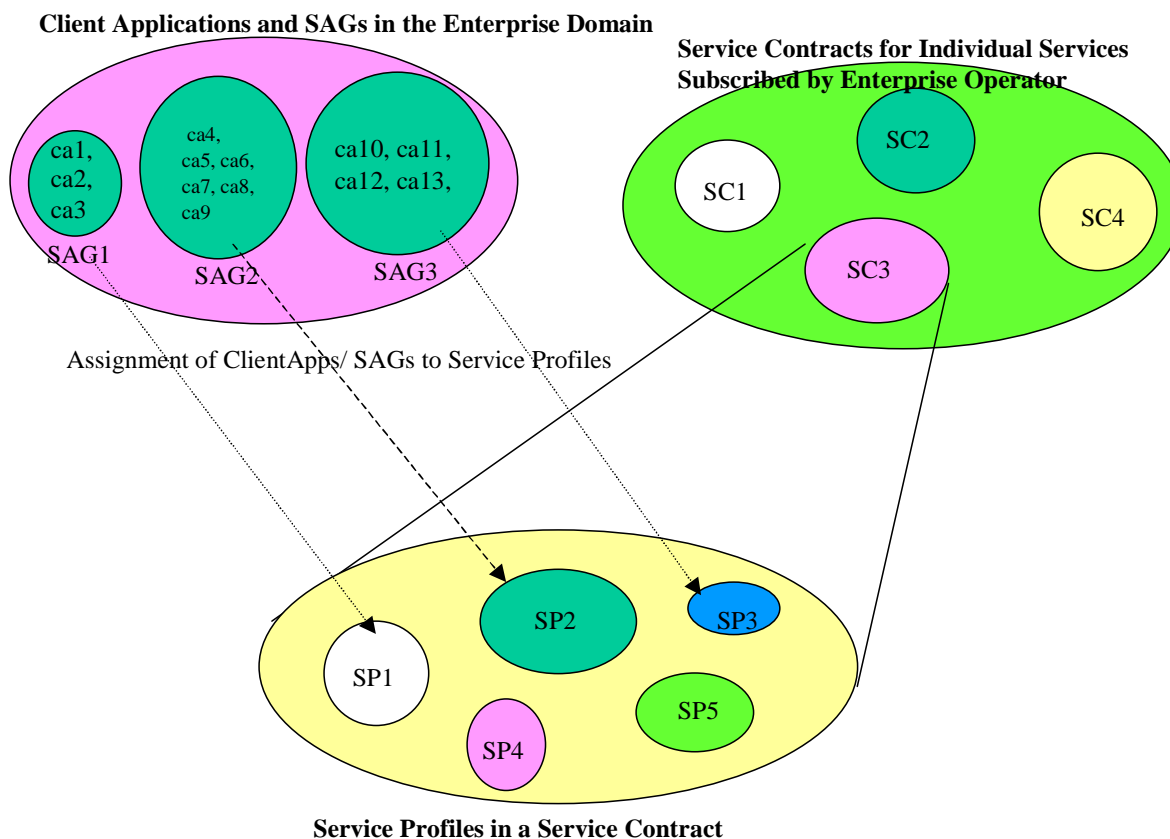 Client Applications and SAGs in the Enterprise Domain
Service Contracts for Individual Services
Subscribed by Enterprise Operator
ca1,
ca2,
ca3
SAG1
ca4,
ca5, ca6,
ca7, ca8,
ca9
SAG2
ca10, ca11,
ca12, ca13,
SAG3
SC1
SC2
SC3
SC4
Assignment of ClientApps/ SAGs to Service Profiles
SP1
SP2
SP3
SP4
SP5
Service Profiles in a Service Contract